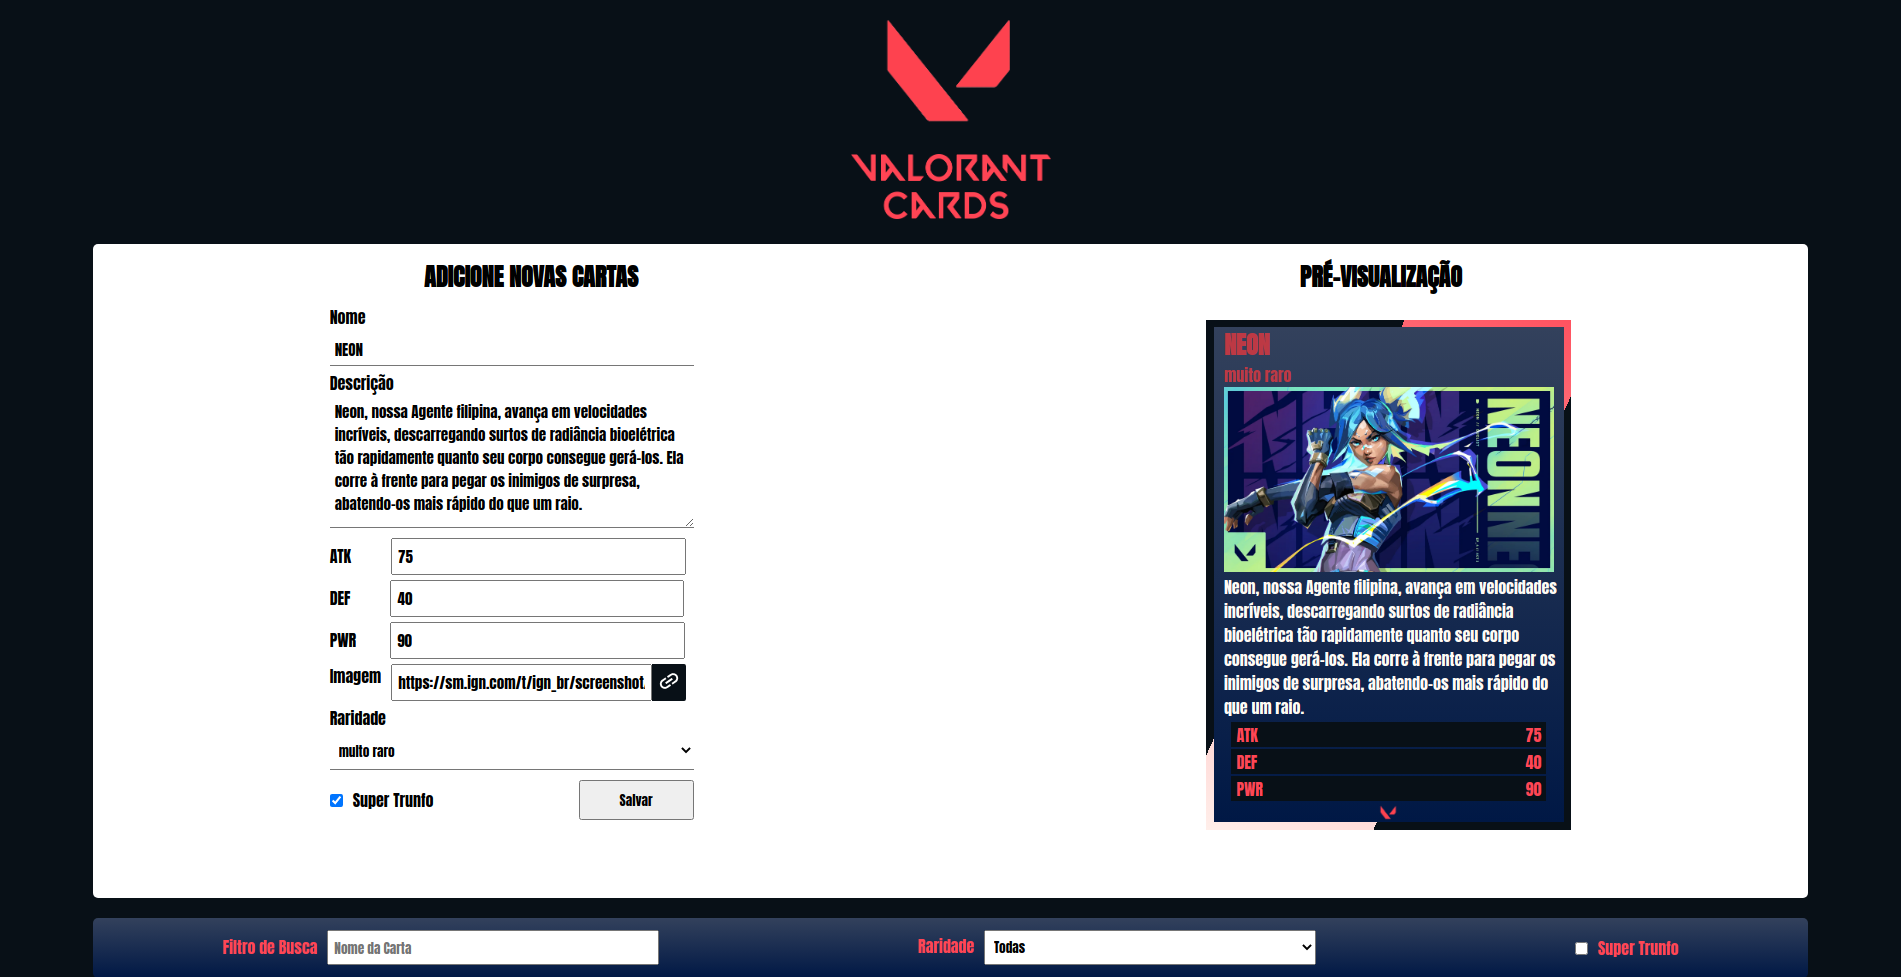 VALORANT
CARDS
ADICIONE NOVAS CARTAS
Nome
NEON
Descrição
Neon, nossa Agente filipina, avança em velocidades
incríveis, descarregando surtos de radiância bioelétrica
tão rapidamente quanto seu corpo consegue gerá-los. Ela
corre à frente para pegar os inimigos de surpresa,
abatendo-os mais rápido do que um raio.
ATK
75
DEF
40
PWR
90
Imagem
https://sm.ign.com/t/ign_br/screenshot.
Raridade
muito raro
Super Trunfo
Salvar
PRÉ-VISUALIZAÇÃO
NEON
muito raro
NEON
NE
Neon, nossa Agente filipina, avança em velocidades
incríveis, descarregando surtos de radiância
bioelétrica tão rapidamente quanto seu corpo
consegue gerá-los. Ela corre à frente para pegar os
inimigos de surpresa, abatendo-os mais rápido do
que um raio.
ATK 75
DEF 40
PWR 90
Filtro de Busca
Nome da Carta
Raridade
Todas
Super Trunfo